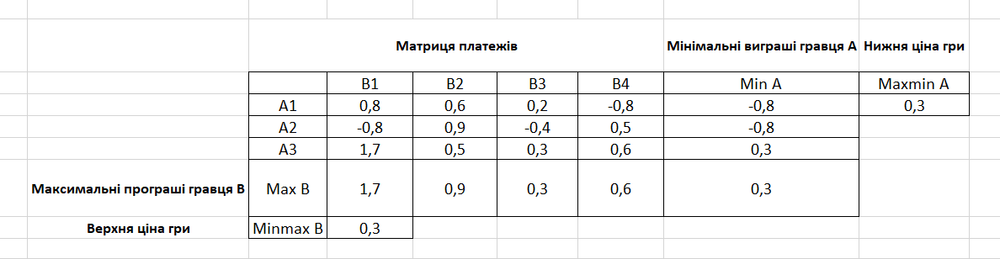 Матриця платежів Мінімальні виграші гравця А Нижня ціна гри
B1 B2 B3 B4 Min A Maxmin A
A1 0,8 0,6 0,2 -0,8 -0,8 0,3
A2 -0,8 0,9 -0,4 0,5 -0,8
A3 1,7 0,5 0,3 0,6 0,3
Максимальні програші гравця В Max B 1,7 0,9 0,3 0,6 0,3
Верхня ціна гри Minmax B 0,3